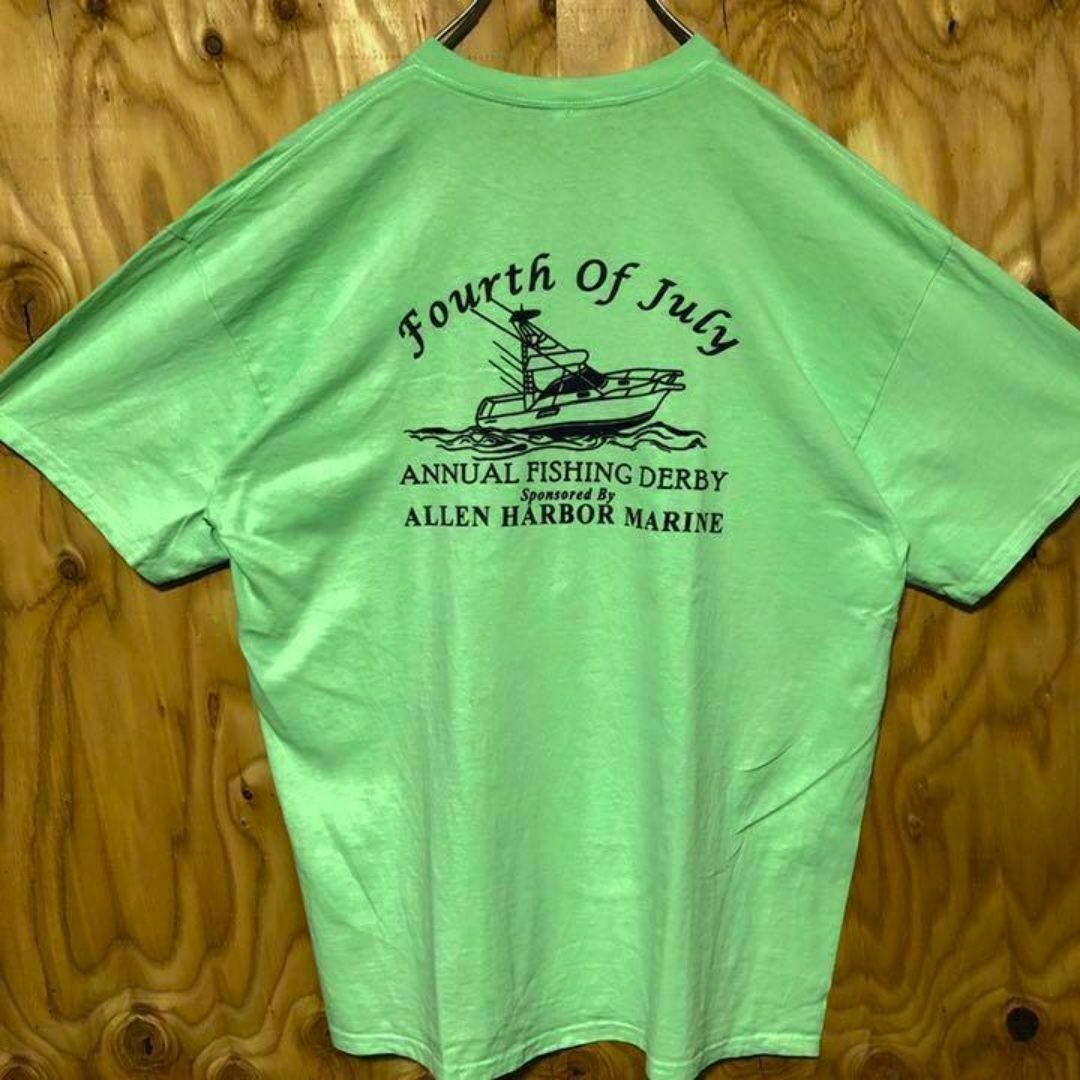 Fourth Of July
ANNUAL FISHING DERBY
Sponsored By
ALLEN HARBOR MARINE